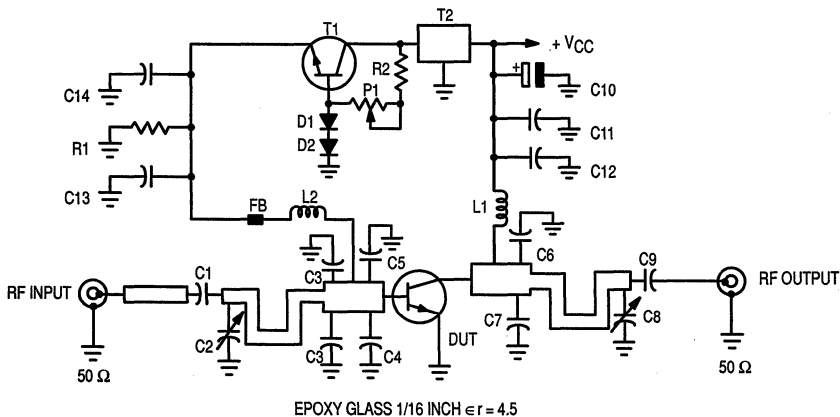 T1
T2
+ VCC
R2
C14
P1
+
C10
D1
R1
C11
D2
C12
C13
FB
L2
L1
C3
C5
C6
C9
RF INPUT
C1
RF OUTPUT
C2
C3
C4
DUT
C7
C8
50 Ω
50 Ω
EPOXY GLASS 1/16 INCH ∈ r = 4.5